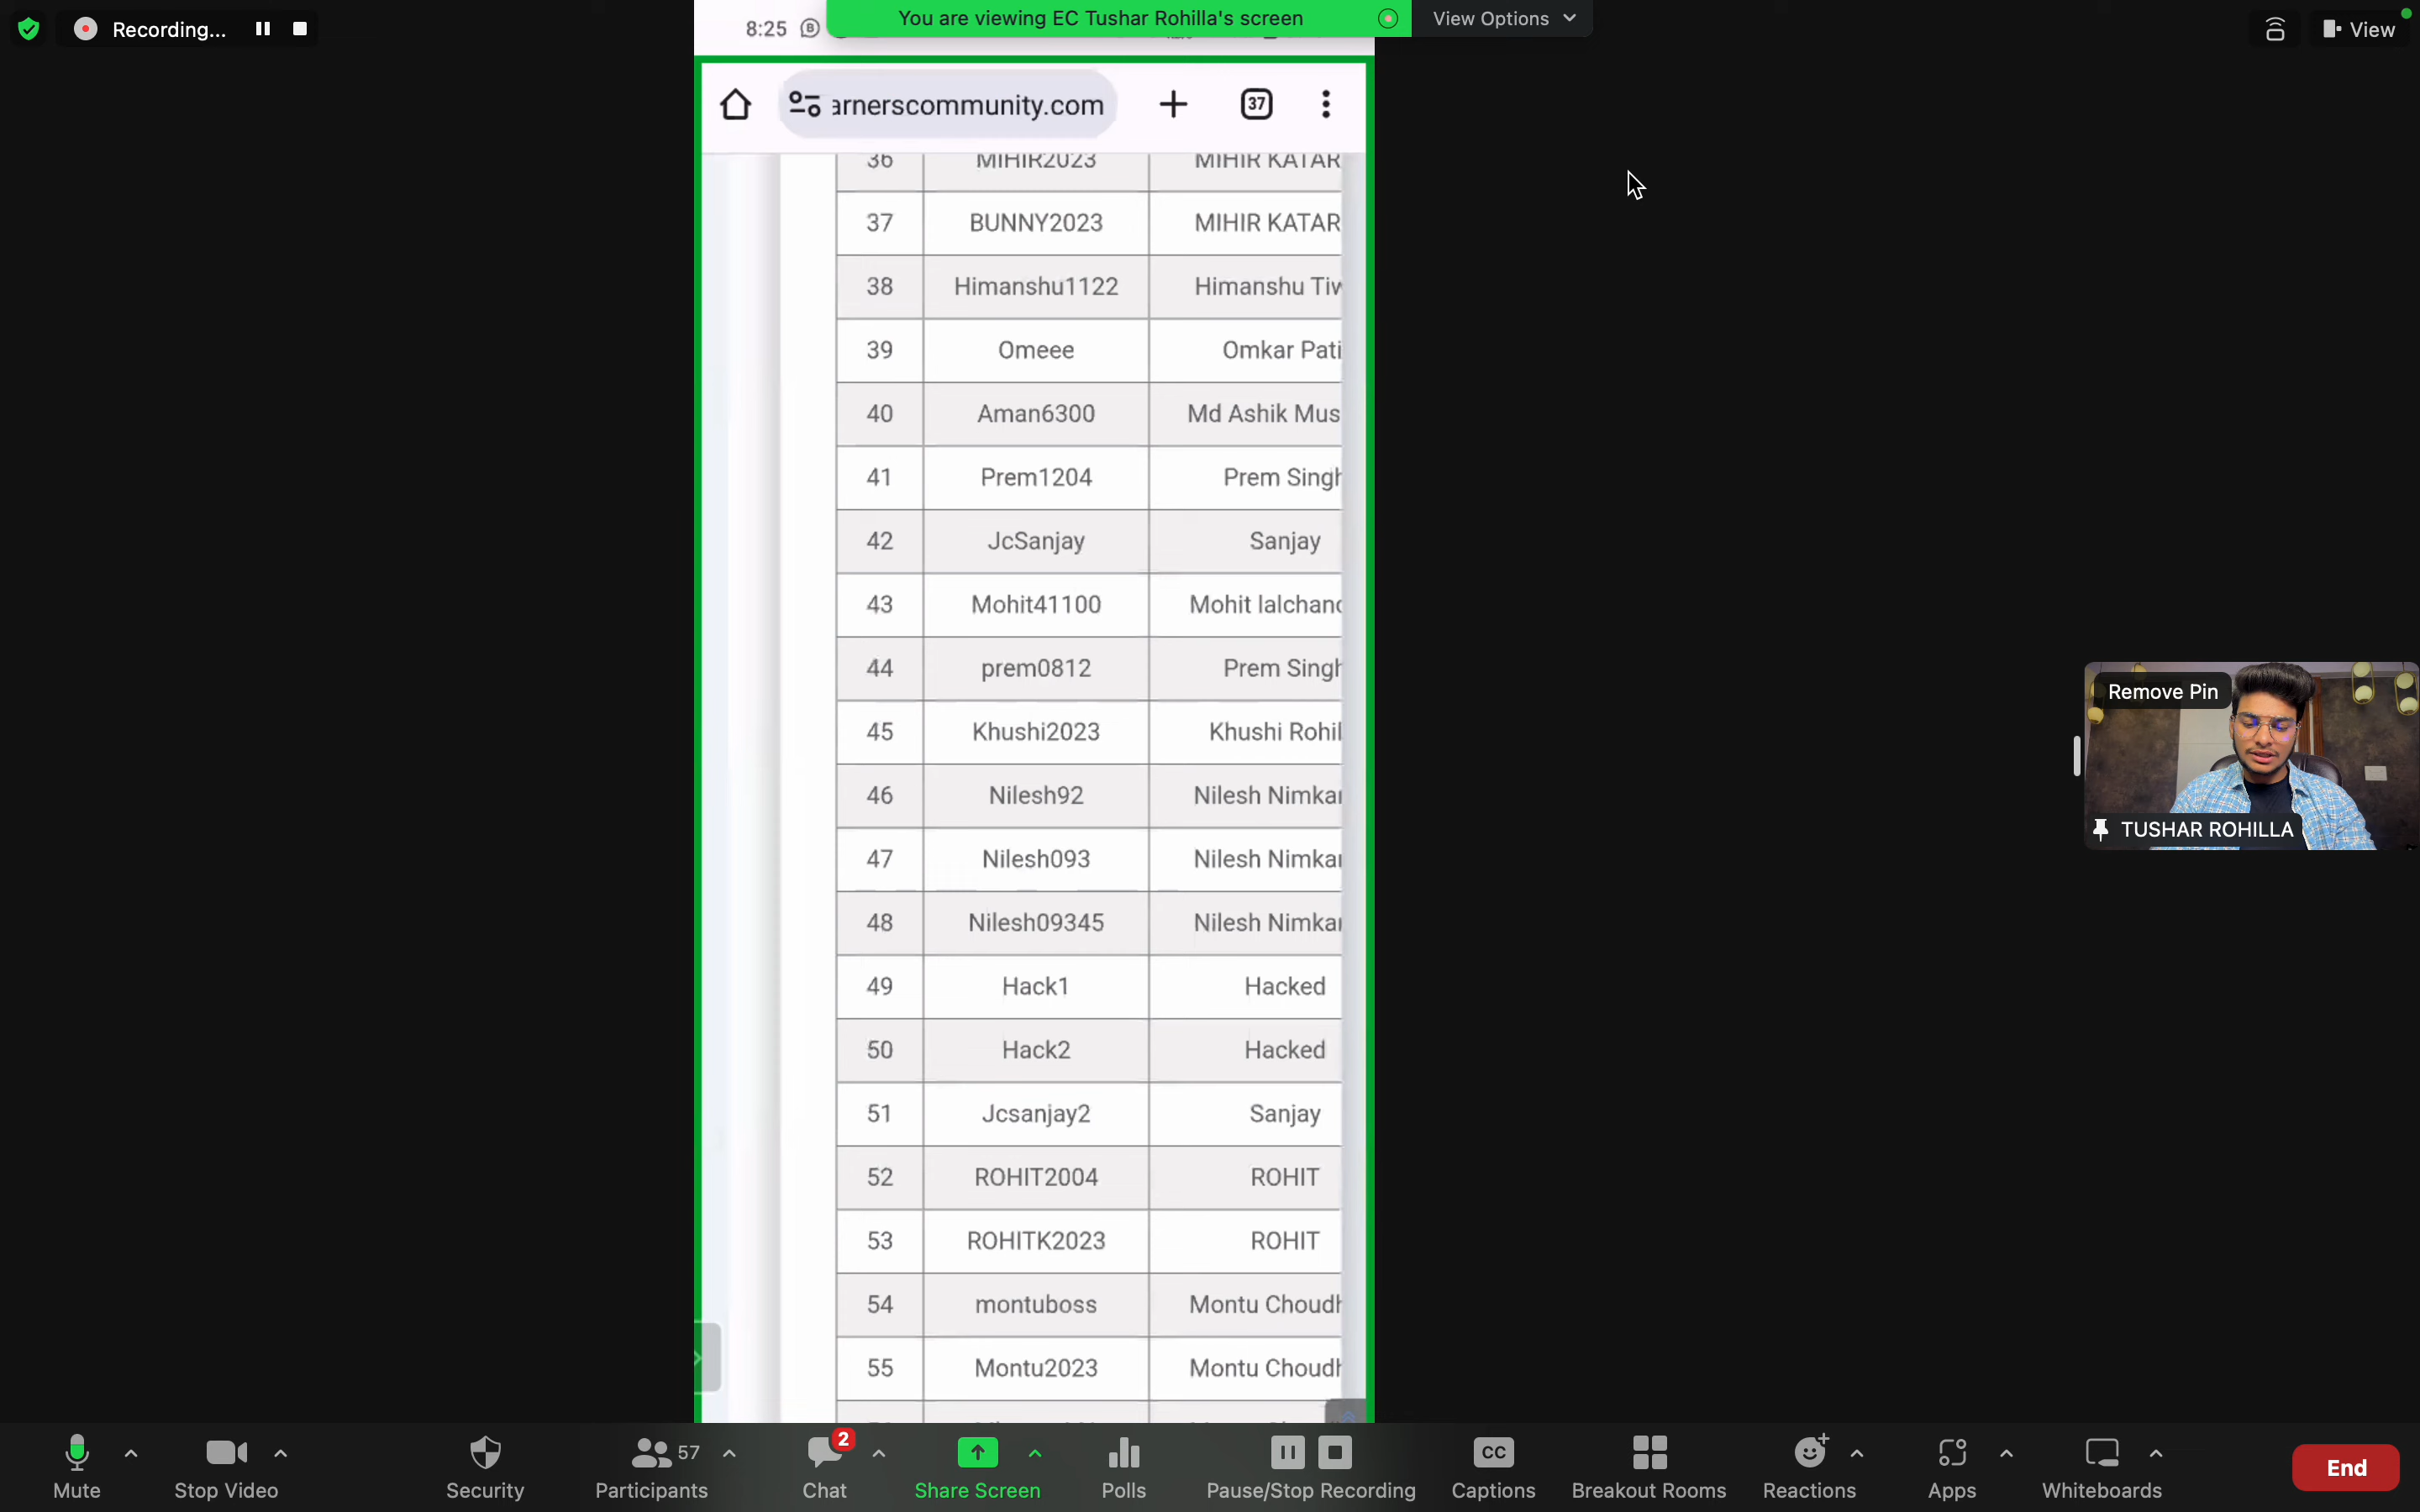 Recording...
8:25
You are viewing EC Tushar Rohilla's screen
View Options
View
arnerscommunity.com
37
36 MIHIR2023 MIHIR KATAR
37 BUNNY2023 MIHIR KATAR
38 Himanshu1122 Himanshu Tiw
39 Omeee Omkar Pati
40 Aman6300 Md Ashik Mus
41 Prem1204 Prem Singh
42 JcSanjay Sanjay
43 Mohit41100 Mohit lalchand
44 prem0812 Prem Singh
45 Khushi2023 Khushi Rohil
46 Nilesh92 Nilesh Nimkar
47 Nilesh093 Nilesh Nimkar
48 Nilesh09345 Nilesh Nimkar
49 Hack1 Hacked
50 Hack2 Hacked
51 Jcsanjay2 Sanjay
52 ROHIT2004 ROHIT
53 ROHITK2023 ROHIT
54 montuboss Montu Choudh
55 Montu2023 Montu Choudh
Remove Pin
TUSHAR ROHILLA
Mute
Stop Video
Security
57
Participants
2
Chat
Share Screen
Polls
Pause/Stop Recording
CC
Captions
Breakout Rooms
Reactions
Apps
Whiteboards
End